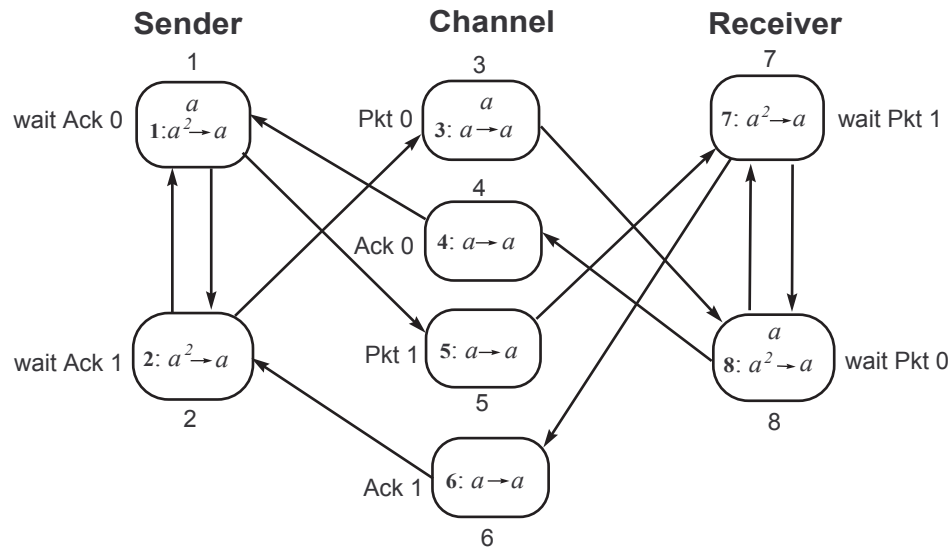 Sender Channel Receiver
1
wait Ack 0
a
1:a²→ a
3
Pkt 0
a
3: a→ a
7
7: a²→ a
wait Pkt 1
4
Ack 0
4: a→ a
wait Ack 1
2: a²→ a
2
Pkt 1
5: a→ a
5
a
8: a²→ a
wait Pkt 0
8
Ack 1
6: a→ a
6